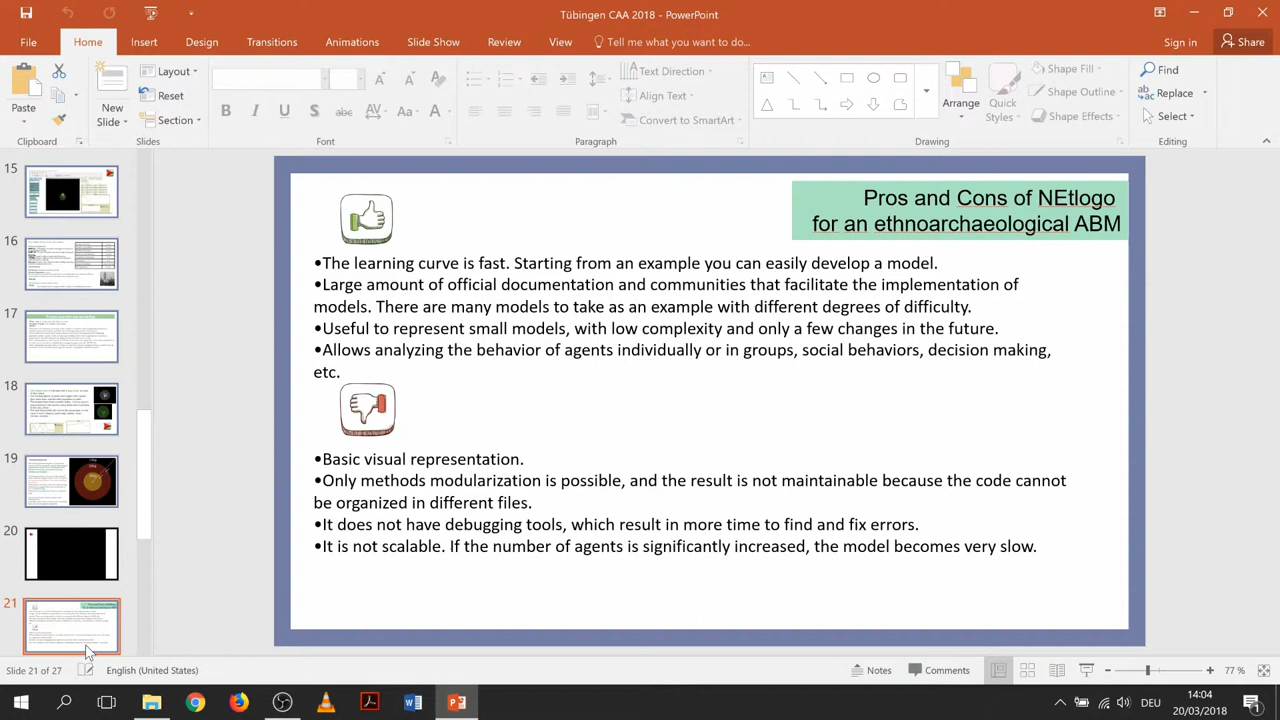 Tübingen CAA 2018 - PowerPoint
File Home Insert Design Transitions Animations Slide Show Review View Tell me what you want to do... Sign in Share
Paste
New Slide
Layout
Reset
Section
Text Direction
Align Text
Convert to SmartArt
Arrange
Quick Styles
Shape Fill
Shape Outline
Shape Effects
Find
Replace
Select
Clipboard Slides Font Paragraph Drawing Editing
15
16
17
18
19
20
21
Pros and Cons of NEtlogo
for an ethnoarchaeological ABM
•The learning curve is fast. Starting from an example you can easily develop a model.
•Large amount of official documentation and communities that facilitate the implementation of
models. There are many models to take as an example with different degrees of difficulty.
•Useful to represent small models, with low complexity and only a few changes in the future.
•Allows analyzing the behavior of agents individually or in groups, social behaviors, decision making,
etc.
•Basic visual representation.
•Only methods modularization is possible, and the result is not maintainable because the code cannot
be organized in different files.
•It does not have debugging tools, which result in more time to find and fix errors.
•It is not scalable. If the number of agents is significantly increased, the model becomes very slow.
Slide 21 of 27 English (United States) Notes Comments 77 %
DEU
14:04
20/03/2018